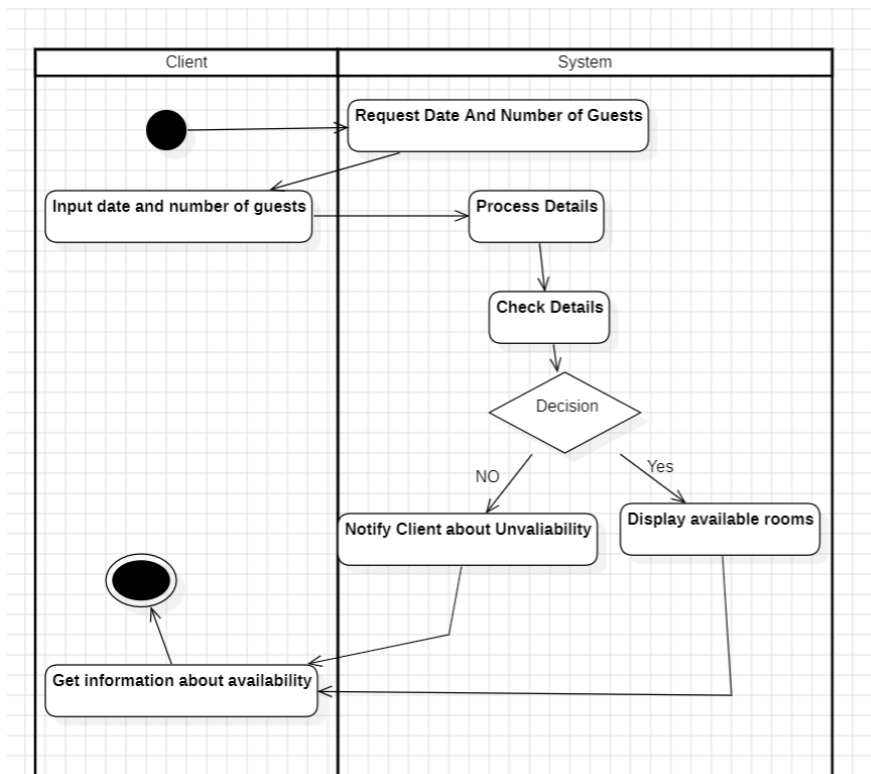 Client
System
Request Date And Number of Guests
Input date and number of guests
Process Details
Check Details
Decision
NO
Yes
Notify Client about Unvaliability
Display available rooms
Get information about availability